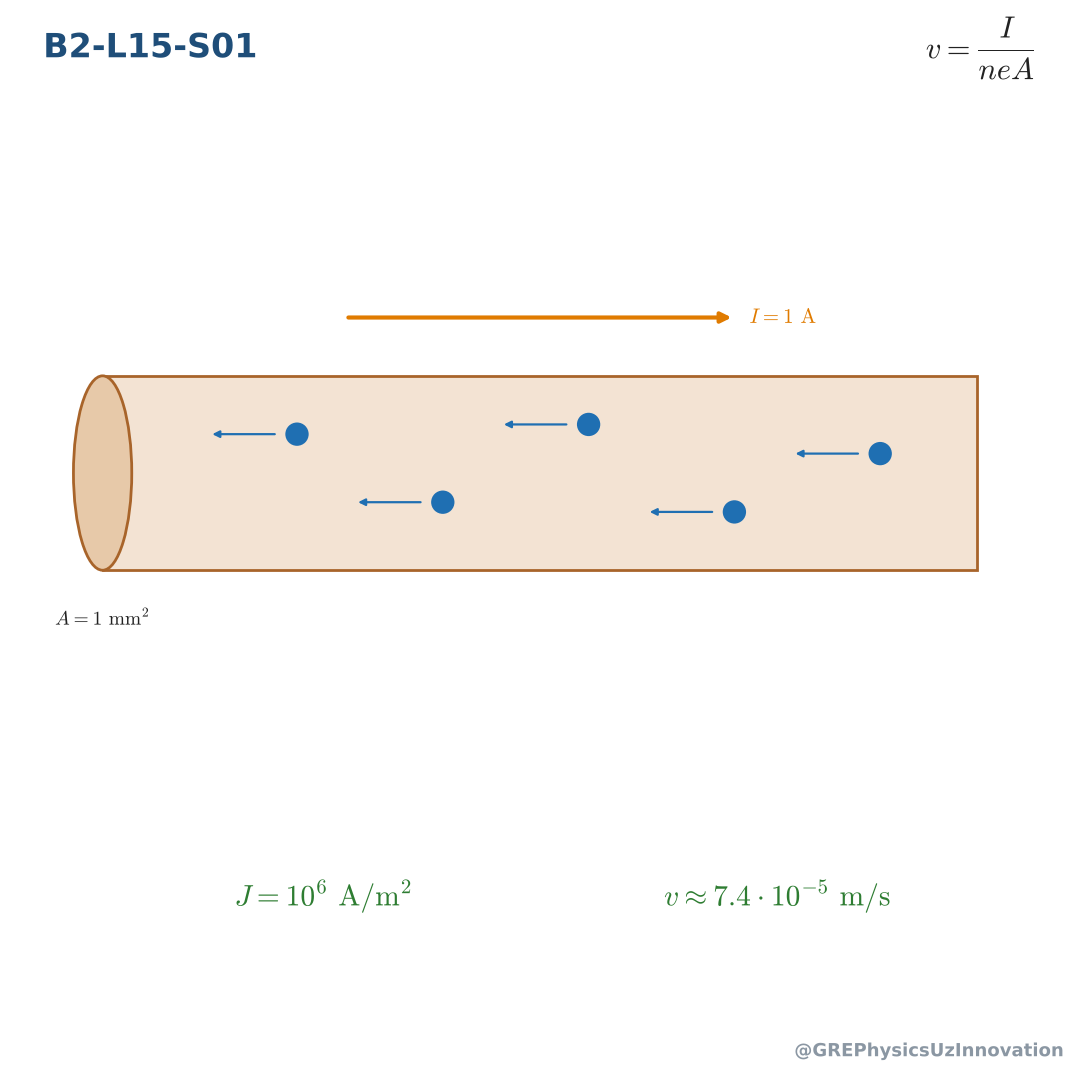 B2-L15-S01
v = I/neA
I = 1 A
A = 1 mm²
J = 10⁶ A/m²
v ≈ 7.4 · 10⁻⁵ m/s
@GREPhysicsUzInnovation